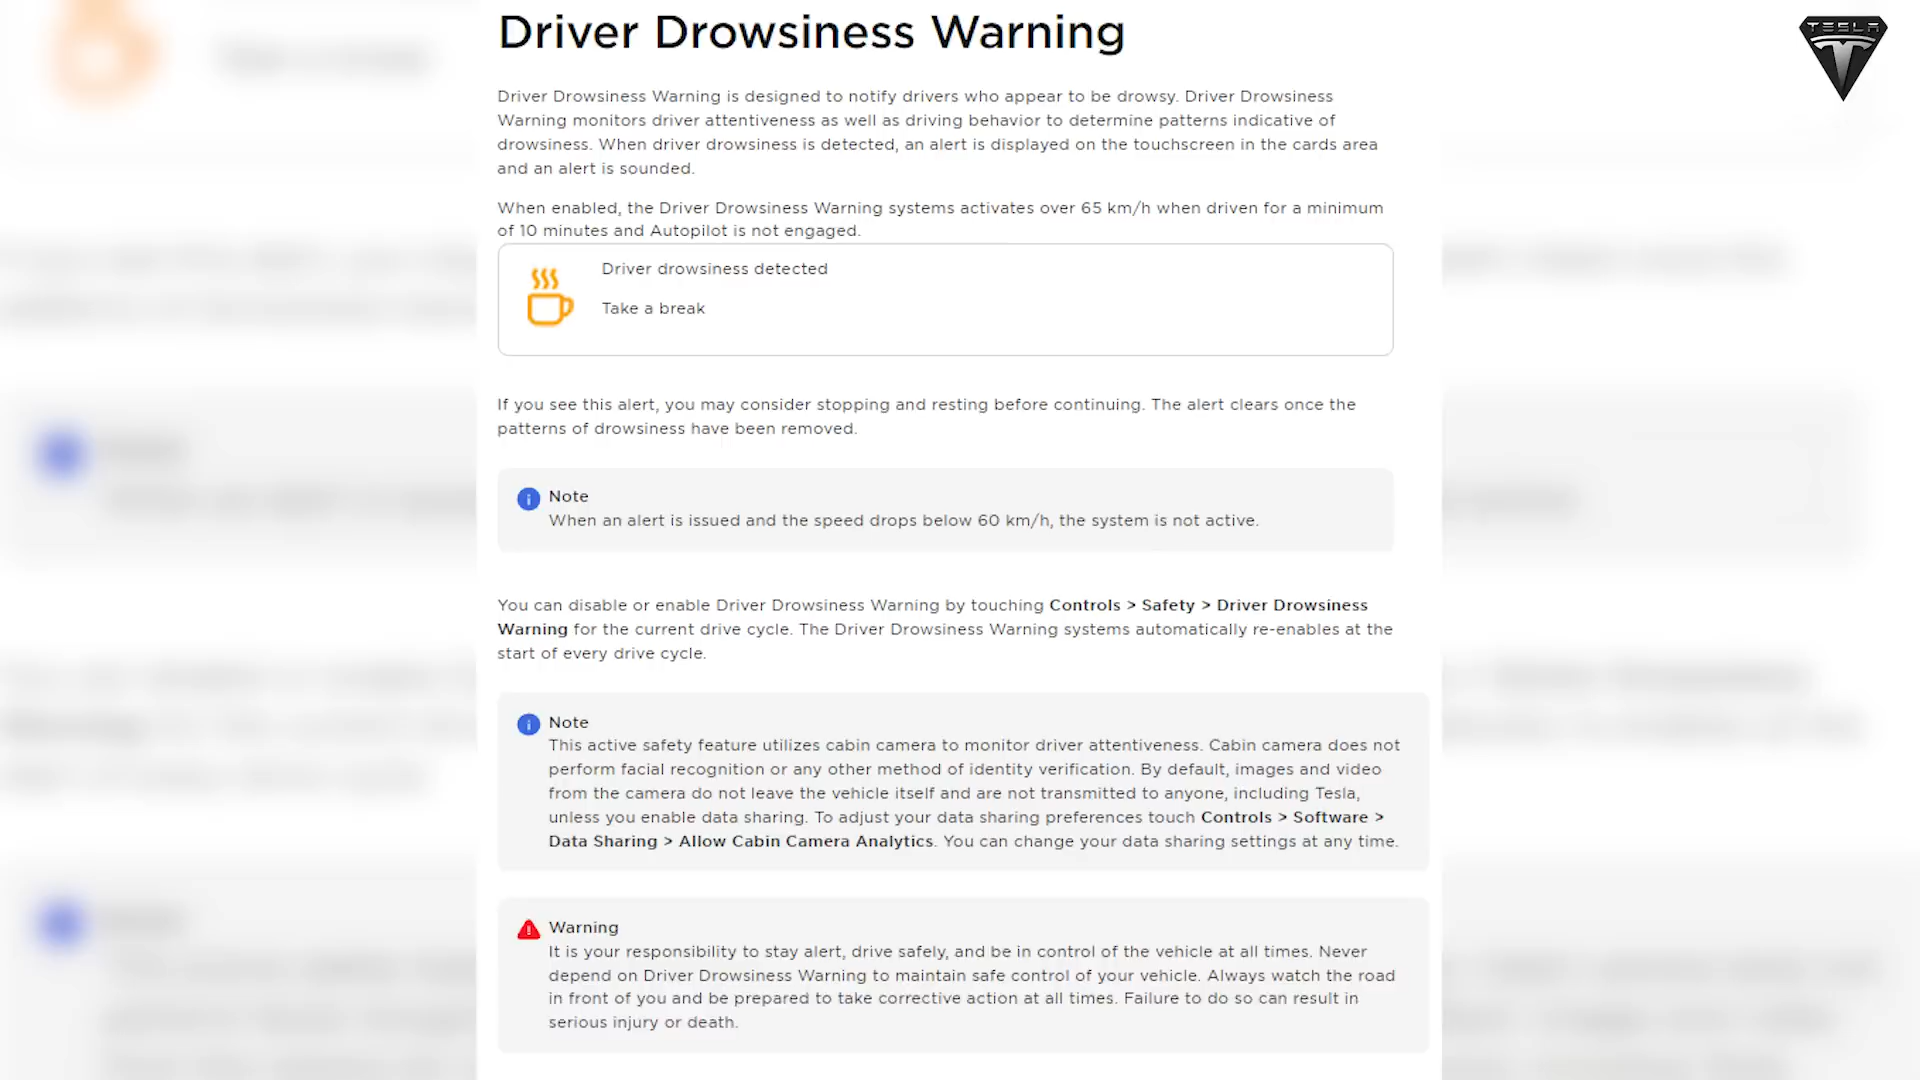 Driver Drowsiness Warning
TESLA
Driver Drowsiness Warning is designed to notify drivers who appear to be drowsy. Driver Drowsiness
Warning monitors driver attentiveness as well as driving behavior to determine patterns indicative of
drowsiness. When driver drowsiness is detected, an alert is displayed on the touchscreen in the cards area
and an alert is sounded.
When enabled, the Driver Drowsiness Warning systems activates over 65 km/h when driven for a minimum
of 10 minutes and Autopilot is not engaged.
Driver drowsiness detected
Take a break
If you see this alert, you may consider stopping and resting before continuing. The alert clears once the
patterns of drowsiness have been removed.
Note
When an alert is issued and the speed drops below 60 km/h, the system is not active.
You can disable or enable Driver Drowsiness Warning by touching Controls > Safety > Driver Drowsiness
Warning for the current drive cycle. The Driver Drowsiness Warning systems automatically re-enables at the
start of every drive cycle.
Note
This active safety feature utilizes cabin camera to monitor driver attentiveness. Cabin camera does not
perform facial recognition or any other method of identity verification. By default, images and video
from the camera do not leave the vehicle itself and are not transmitted to anyone, including Tesla,
unless you enable data sharing. To adjust your data sharing preferences touch Controls > Software >
Data Sharing > Allow Cabin Camera Analytics. You can change your data sharing settings at any time.
Warning
It is your responsibility to stay alert, drive safely, and be in control of the vehicle at all times. Never
depend on Driver Drowsiness Warning to maintain safe control of your vehicle. Always watch the road
in front of you and be prepared to take corrective action at all times. Failure to do so can result in
serious injury or death.